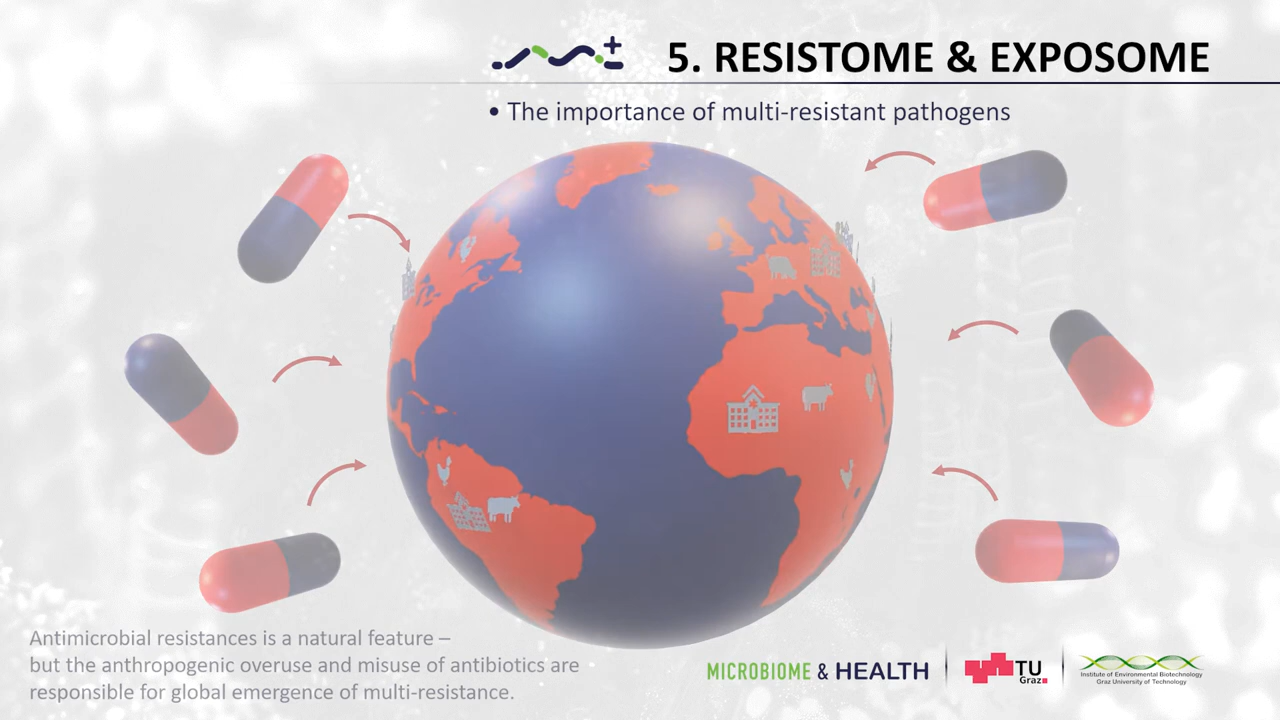 5. RESISTOME & EXPOSOME
• The importance of multi-resistant pathogens
Antimicrobial resistances is a natural feature –
but the anthropogenic overuse and misuse of antibiotics are
responsible for global emergence of multi-resistance.
MICROBIOME & HEALTH
TU
Graz
Institute of Environmental Biotechnology
Graz University of Technology